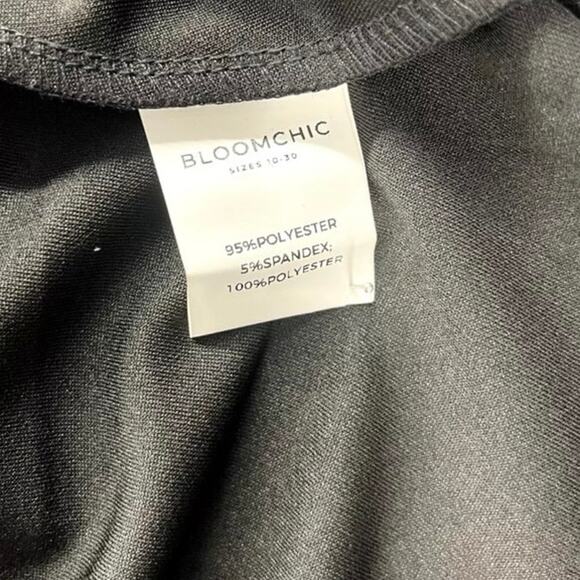 BLOOMCHIC
SIZES 10-30
95%POLYESTER
5%SPANDEX;
100%POLYESTER